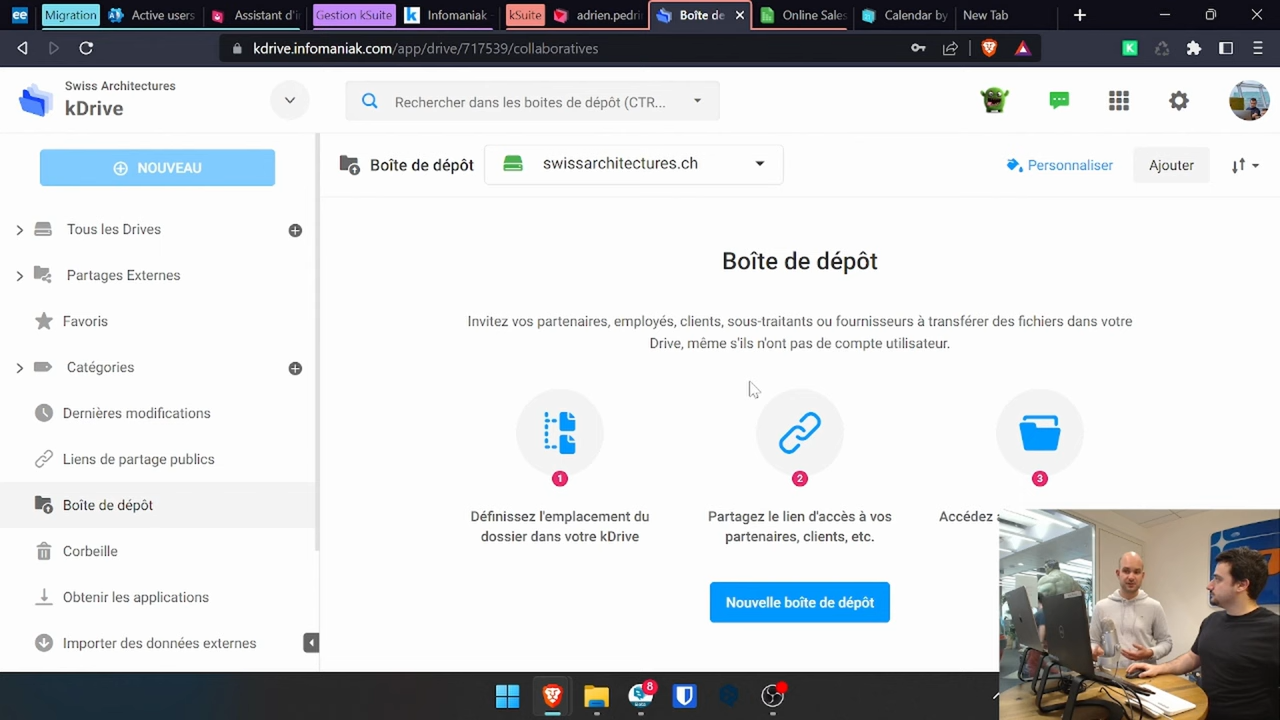 ee
Migration
Active users
Assistant d'i
Gestion kSuite
Infomaniak
kSuite
adrien.pedri
Boîte de
Online Sales
Calendar by
New Tab
kdrive.infomaniak.com/app/drive/717539/collaboratives
Swiss Architectures
kDrive
Rechercher dans les boites de dépôt (CTR...
NOUVEAU
Boîte de dépôt
swissarchitectures.ch
Personnaliser
Ajouter
Tous les Drives
Partages Externes
Favoris
Catégories
Dernières modifications
Liens de partage publics
Boîte de dépôt
Corbeille
Obtenir les applications
Importer des données externes
Boîte de dépôt
Invitez vos partenaires, employés, clients, sous-traitants ou fournisseurs à transférer des fichiers dans votre
Drive, même s'ils n'ont pas de compte utilisateur.
1
2
3
Définissez l'emplacement du
dossier dans votre kDrive
Partagez le lien d'accès à vos
partenaires, clients, etc.
Accédez
Nouvelle boîte de dépôt
8